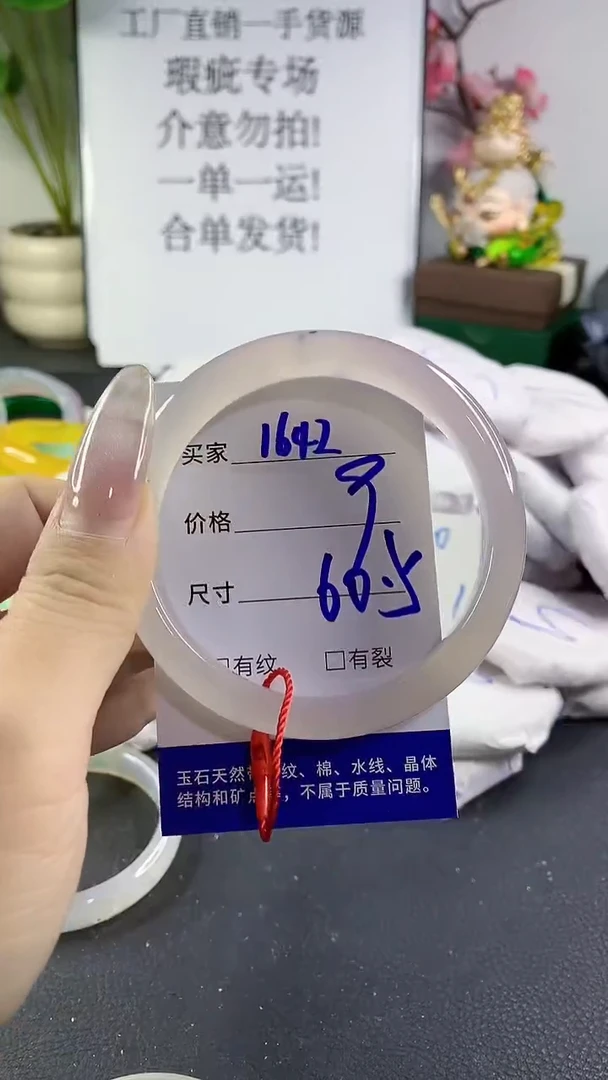 工厂直销一手货源
瑕疵专场
介意勿拍!
一单一运!
合单发货!
买家 1642
价格
尺寸 60.5
□有纹 □有裂
玉石天然 纹、棉、水线、晶体
结构和矿点 ，不属于质量问题。